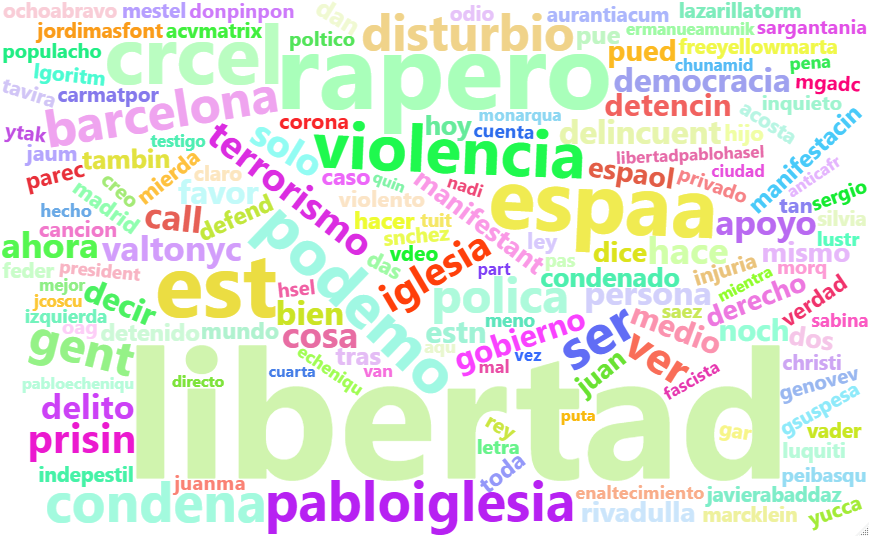 ochoabravo mestel donpinpon dan odio aurantiacum lazarillatorm
jordimasfont acvmatrix poltico disturbio pue ermanueamunik sargantania
populacho crcel rapero pued freeyellowmarta
lgoritm chunamid pena
tavira carmatpor barcelona democracia mgadc
detencin inquieto
ytak testigo corona hoy monarqua cuenta delincuent hijo acosta manifestacin
jaum tambin terrorismo solo violencia libertadpablohasel anticafr
parec mierda claro caso quin nadi espaol ciudad privado
madrid creo favor violento manifestant espaa tan sergio
hecho call defend hacer tuit apoyo silvia
cancion snchez ley lustr
ahora valtonyc podemo vdeo iglesia pas dice hace mismo
feder president das part condenado injuria morq
mejor decir est hsel polica persona mientra verdad
jcoscu bien meno saez derecho
izquierda oag detenido mundo cosa estn gobierno ser medio noch dos sabina
gent tras aqu vez ver
echeniqu mal juan christi
pabloecheniqu directo cuarta van fascista genovev
libertad
delito puta gsuspesa
prisin rey gar vader
letra luquiti
indepestil juanma toda peibasqu
condena pabloiglesia enaltecimiento javierabaddaz
rivadulla marcklein yucca